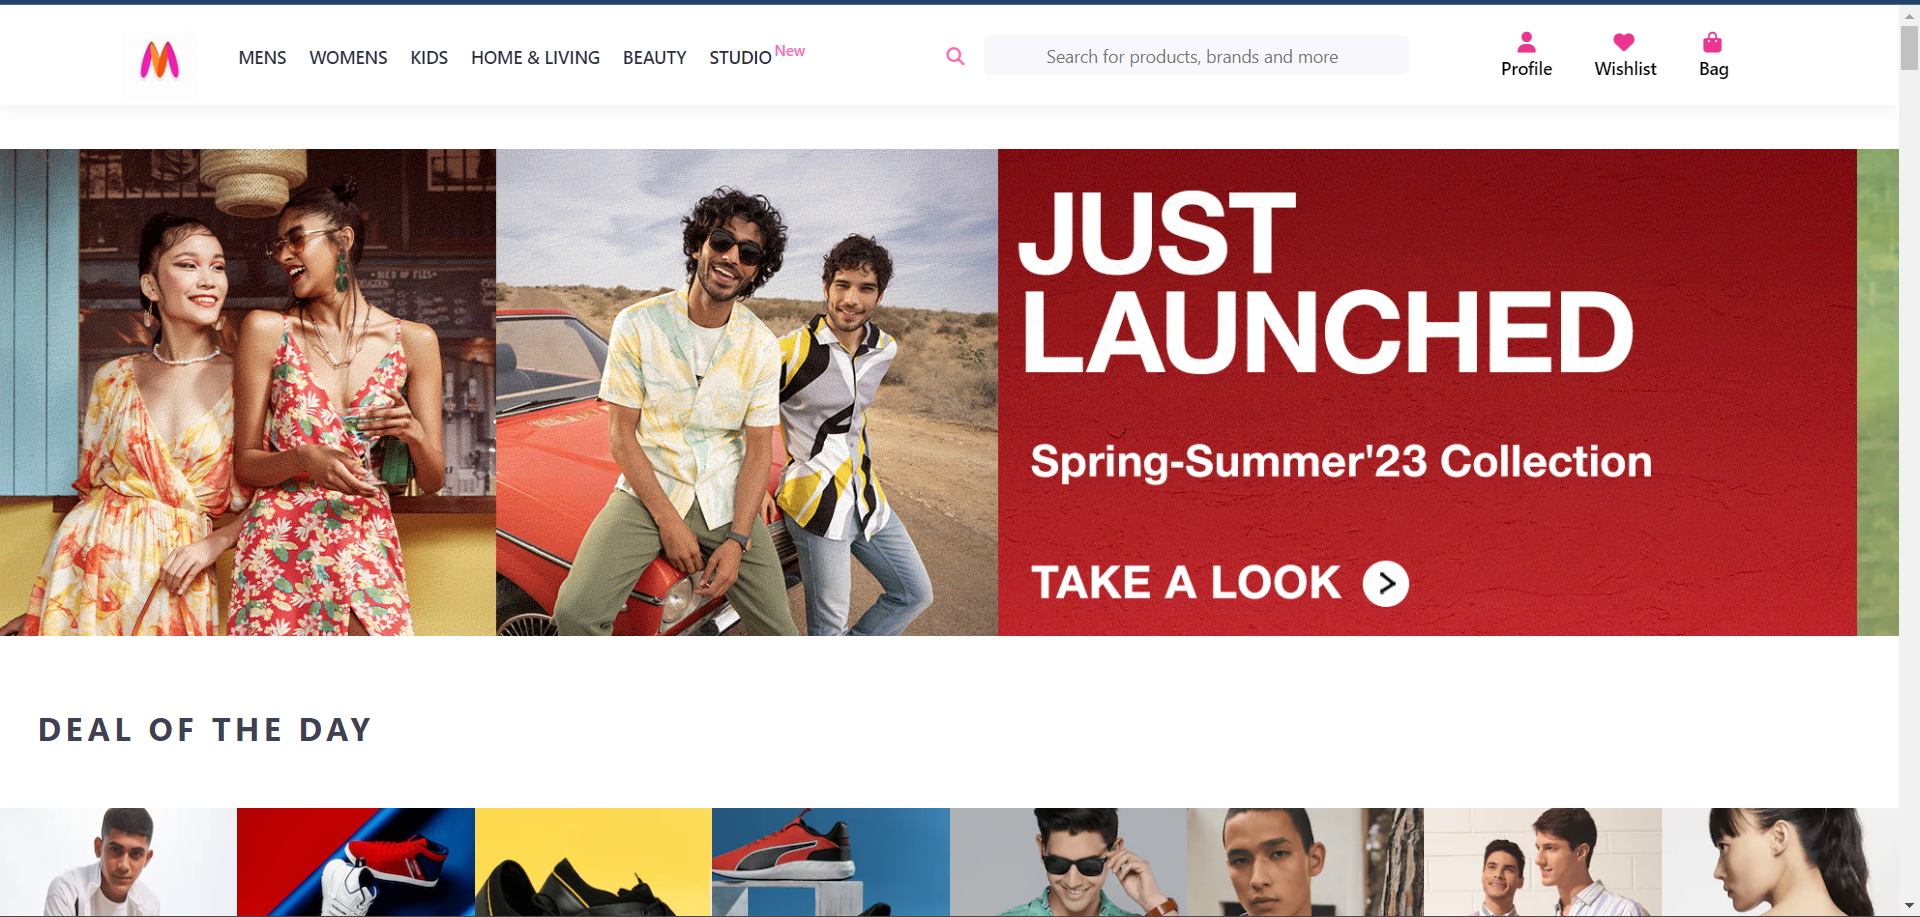 MENS WOMENS KIDS HOME & LIVING BEAUTY STUDIO New Search for products, brands and more
Profile Wishlist Bag
JUST
LAUNCHED
Spring-Summer'23 Collection
TAKE A LOOK >
DEAL OF THE DAY